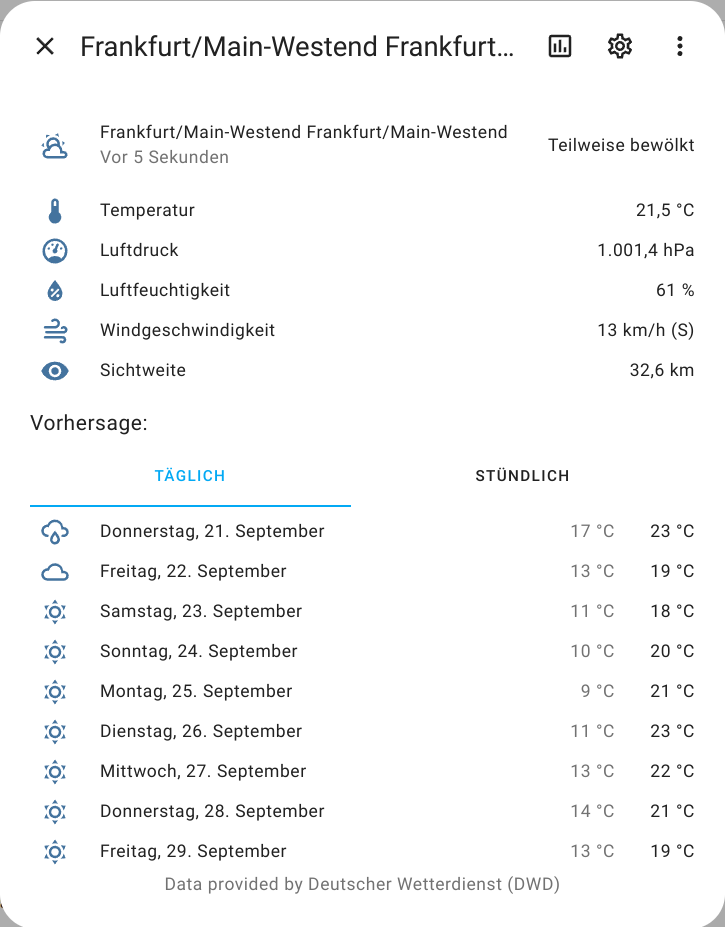 Frankfurt/Main-Westend Frankfurt...
Frankfurt/Main-Westend Frankfurt/Main-Westend
Vor 5 Sekunden
Teilweise bewölkt
Temperatur 21,5 °C
Luftdruck 1.001,4 hPa
Luftfeuchtigkeit 61 %
Windgeschwindigkeit 13 km/h (S)
Sichtweite 32,6 km
Vorhersage:
TÄGLICH STÜNDLICH
Donnerstag, 21. September 17 °C 23 °C
Freitag, 22. September 13 °C 19 °C
Samstag, 23. September 11 °C 18 °C
Sonntag, 24. September 10 °C 20 °C
Montag, 25. September 9 °C 21 °C
Dienstag, 26. September 11 °C 23 °C
Mittwoch, 27. September 13 °C 22 °C
Donnerstag, 28. September 14 °C 21 °C
Freitag, 29. September 13 °C 19 °C
Data provided by Deutscher Wetterdienst (DWD)